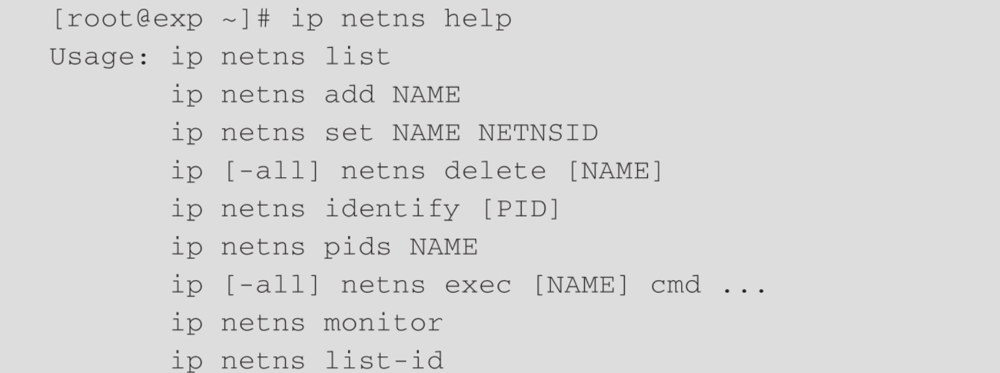 [root@exp ~]# ip netns help
Usage: ip netns list
ip netns add NAME
ip netns set NAME NETNSID
ip [-all] netns delete [NAME]
ip netns identify [PID]
ip netns pids NAME
ip [-all] netns exec [NAME] cmd ...
ip netns monitor
ip netns list-id